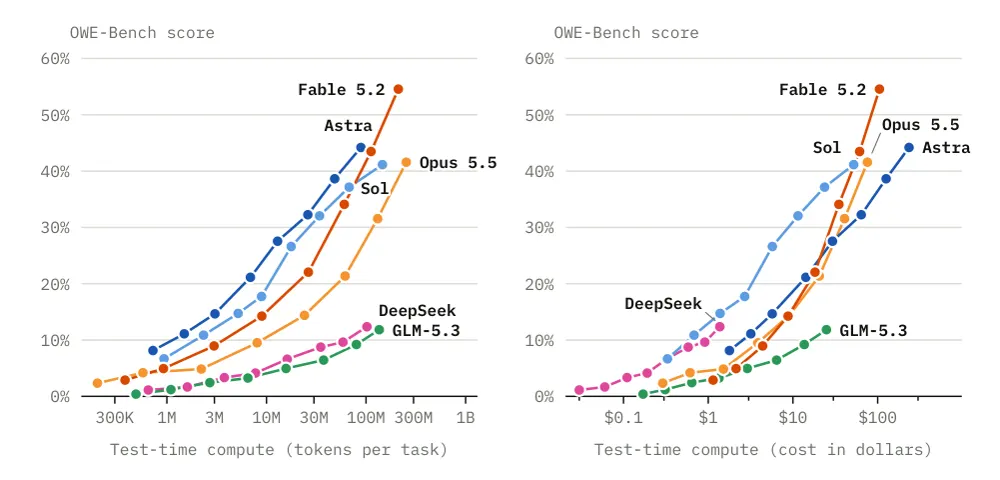 OWE-Bench score
60%
50%
40%
30%
20%
10%
0%
Fable 5.2
Astra
Opus 5.5
Sol
DeepSeek
GLM-5.3
300K 1M 3M 10M 30M 100M 300M 1B
Test-time compute (tokens per task)
OWE-Bench score
60%
50%
40%
30%
20%
10%
0%
Fable 5.2
Opus 5.5
Sol
Astra
DeepSeek
GLM-5.3
$0.1 $1 $10 $100
Test-time compute (cost in dollars)